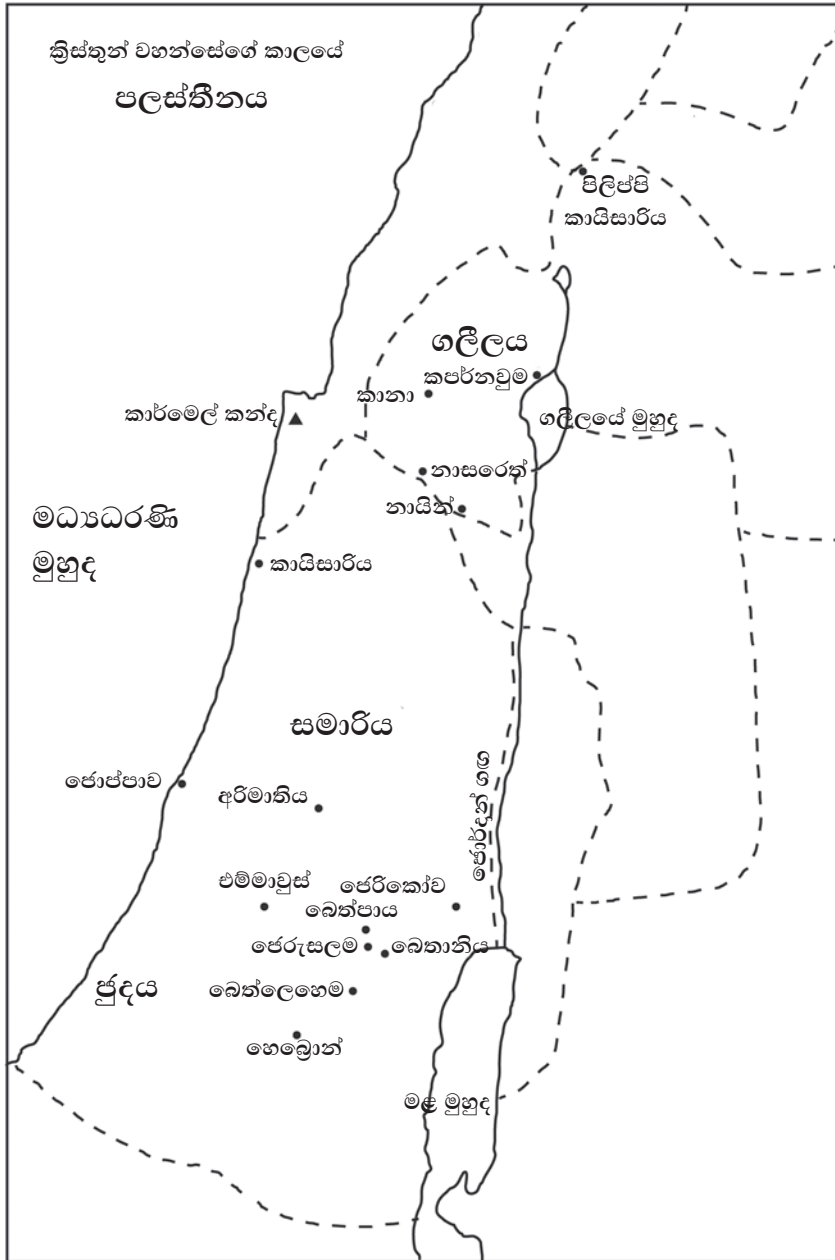 ක්‍රිස්තුන් වහන්සේගේ කාලයේ
පලස්තීනය
පිලිප්පි
කායිසාරිය
ගලීලය
කපර්නවුම
කානා
කාර්මෙල් කන්ද
ගලීලයේ මුහුද
නාසරෙත්
නායින්
මධ්‍යධරණි
මුහුද
කායිසාරිය
සමාරිය
ජොප්පාව
අරිමාතිය
එම්මාවුස්
ජෙරිකෝව
බෙත්පාය
ජෙරුසලම
බෙතානිය
ජුදය
බෙත්ලෙහෙම
හෙබ්‍රොන්
මළ මුහුද